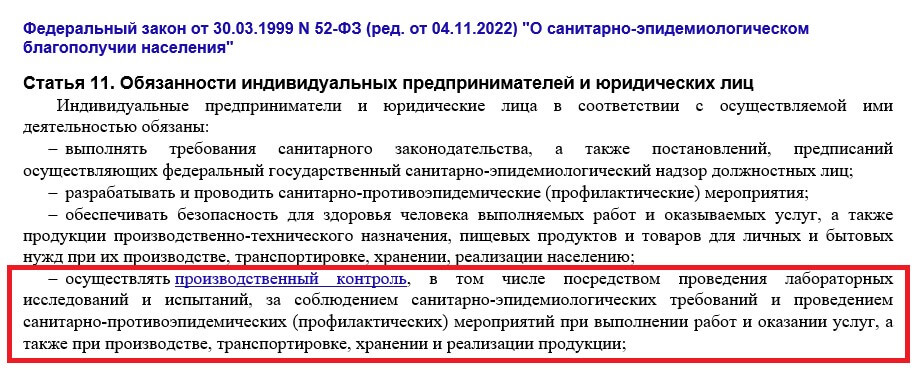 Федеральный закон от 30.03.1999 N 52-ФЗ (ред. от 04.11.2022) "О санитарно-эпидемиологическом
благополучии населения"
Статья 11. Обязанности индивидуальных предпринимателей и юридических лиц
Индивидуальные предприниматели и юридические лица в соответствии с осуществляемой ими
деятельностью обязаны:
– выполнять требования санитарного законодательства, а также постановлений, предписаний
осуществляющих федеральный государственный санитарно-эпидемиологический надзор должностных лиц;
– разрабатывать и проводить санитарно-противоэпидемические (профилактические) мероприятия;
– обеспечивать безопасность для здоровья человека выполняемых работ и оказываемых услуг, а также
продукции производственно-технического назначения, пищевых продуктов и товаров для личных и бытовых
нужд при их производстве, транспортировке, хранении, реализации населению;
– осуществлять производственный контроль, в том числе посредством проведения лабораторных
исследований и испытаний, за соблюдением санитарно-эпидемиологических требований и проведением
санитарно-противоэпидемических (профилактических) мероприятий при выполнении работ и оказании услуг, а
также при производстве, транспортировке, хранении и реализации продукции;